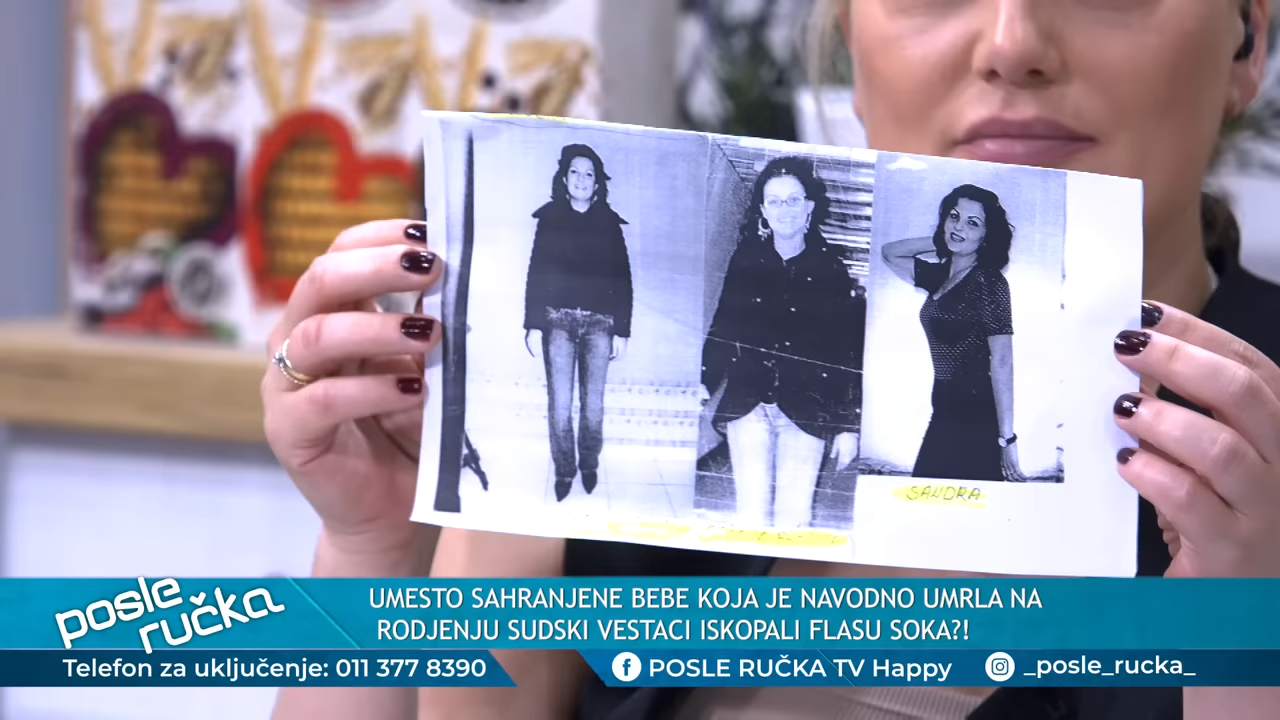 SANDRA
posle
ručka
UMESTO SAHRANJENE BEBE KOJA JE NAVODNO UMRLA NA
RODJENJU SUDSKI VESTACI ISKOPALI FLASU SOKA?!
Telefon za uključenje: 011 377 8390
POSLE RUČKA TV Happy
_posle_rucka_